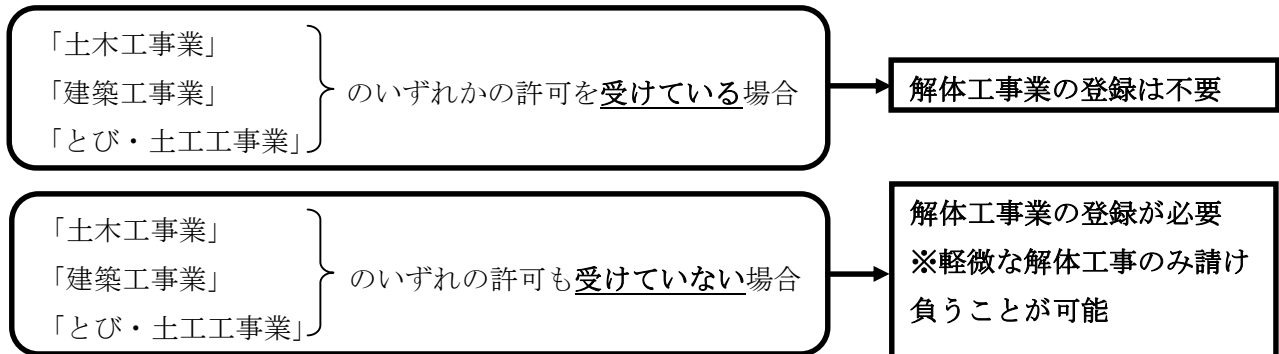 「土木工事業」
「建築工事業」
「とび・土工工事業」
のいずれかの許可を受けている場合
解体工事業の登録は不要
「土木工事業」
「建築工事業」
「とび・土工工事業」
のいずれの許可も受けていない場合
解体工事業の登録が必要
※軽微な解体工事のみ請け
負うことが可能